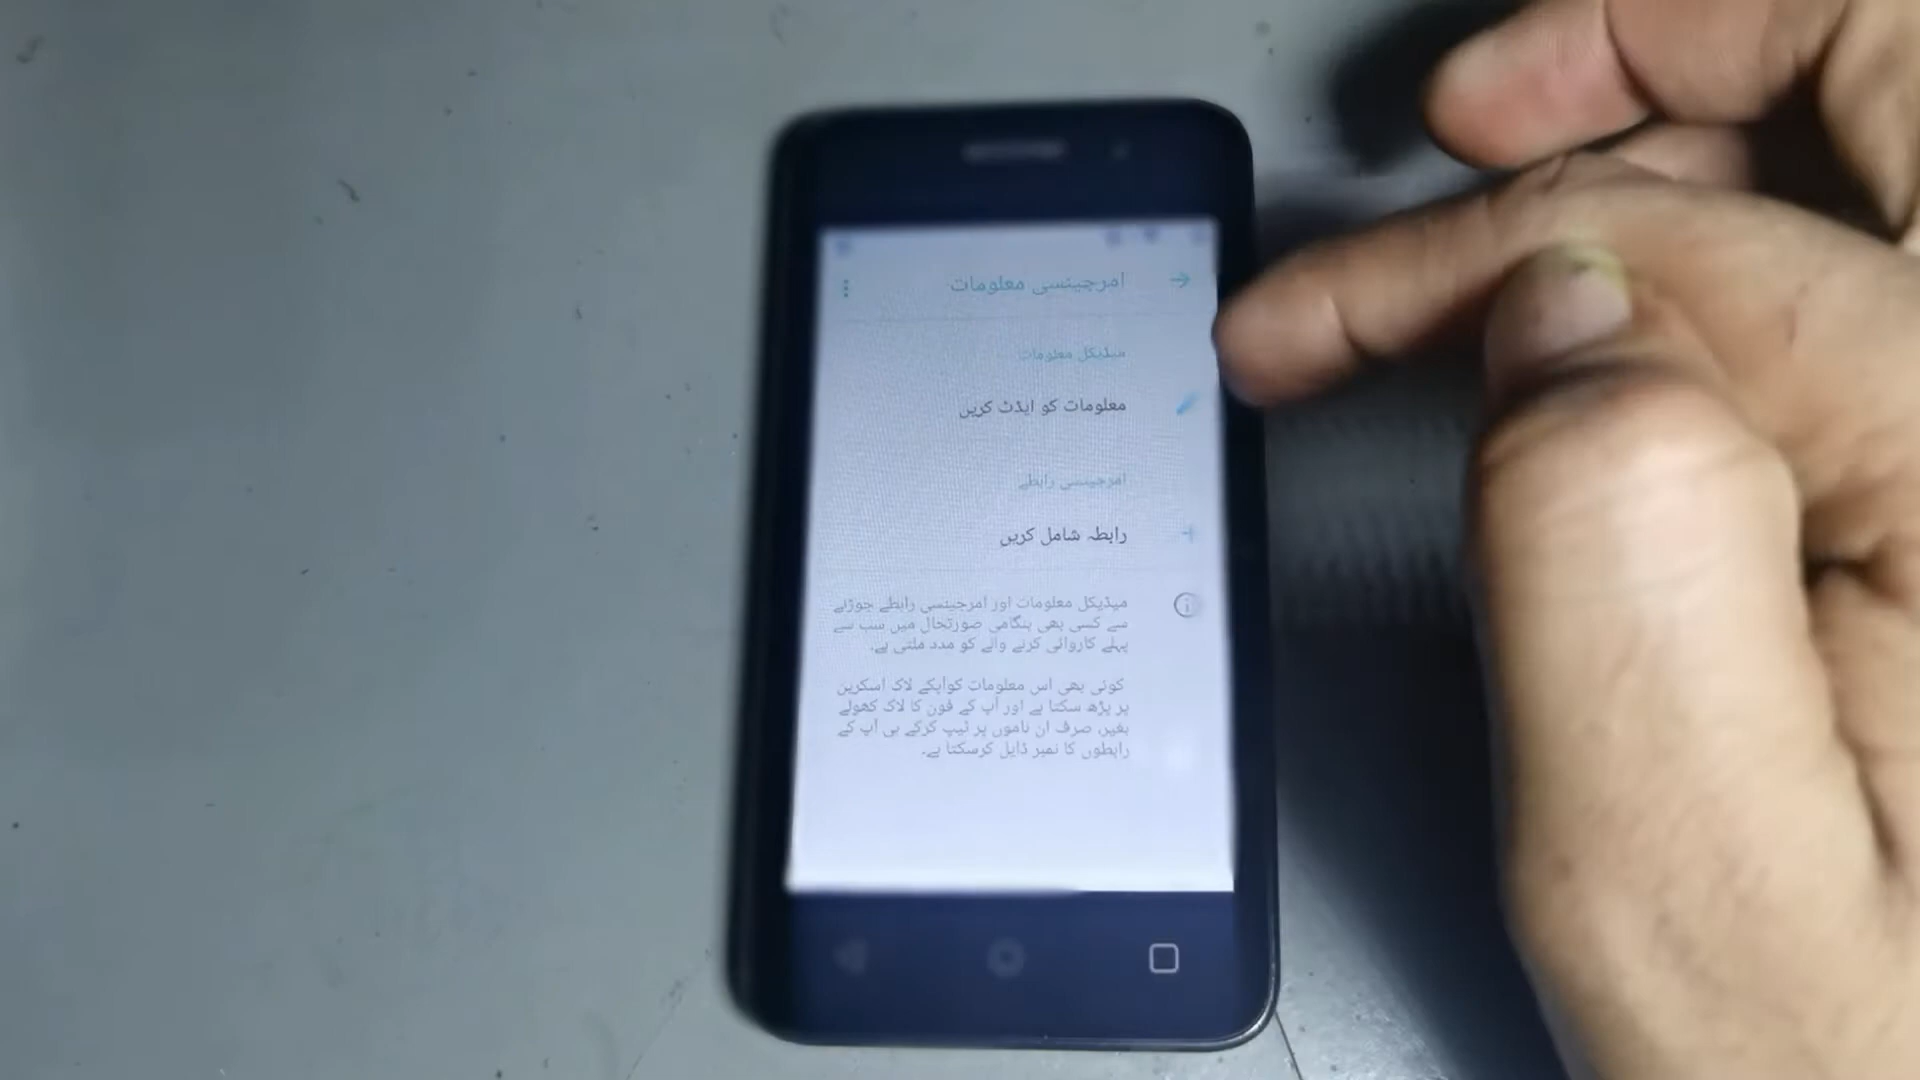 امرجینسی معلومات
میڈیکل معلومات
معلومات کو ایڈٹ کریں
امرجینسی رابطے
رابطہ شامل کریں
میڈیکل معلومات اور امرجینسی رابطے جوڑنے
سے کسی بھی ہنگامی صورتحال میں سب سے
پہلے کاروائی کرنے والے کو مدد ملتی ہے۔
کوئی بھی اس معلومات کوآپکے لاک اسکرین
پر پڑھ سکتا ہے اور آپ کے فون کا لاک کھولے
بغیر، صرف ان ناموں پر ٹیپ کرکے ہی آپ کے
رابطوں کا نمبر ڈایل کرسکتا ہے۔